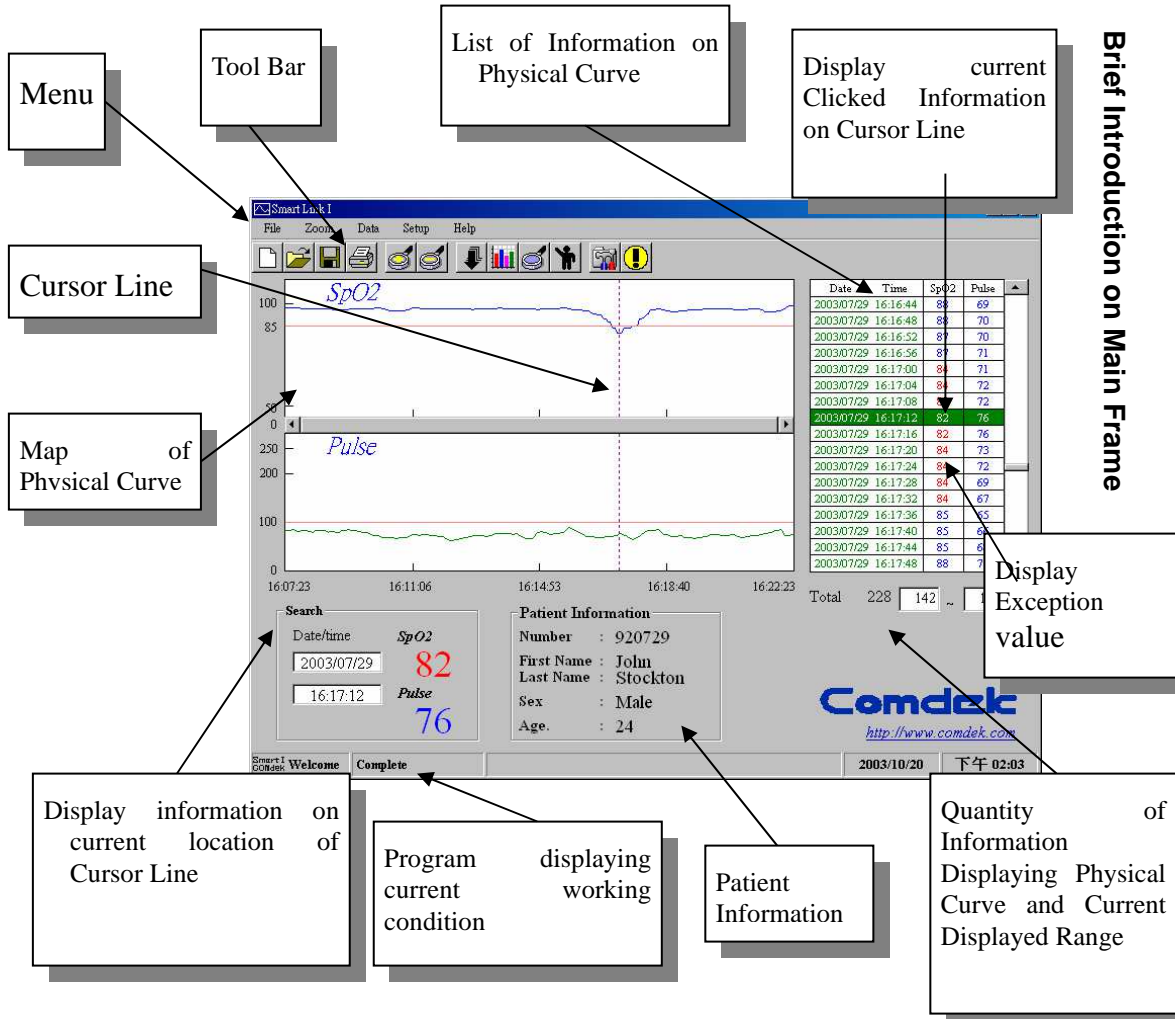 Brief Introduction on Main Frame
Menu
Tool Bar
List of Information on
Physical Curve
Display current
Clicked Information
on Cursor Line
Cursor Line
Map of
Physical Curve
Smart Link I
File Zoom Data Setup Help
SpO2
100
85
50
0
Pulse
250
200
100
0
16:07:23 16:11:06 16:14:53 16:18:40 16:22:23
Date Time SpO2 Pulse
2003/07/29 16:16:44 88 69
2003/07/29 16:16:48 88 70
2003/07/29 16:16:52 87 70
2003/07/29 16:16:56 87 71
2003/07/29 16:17:00 84 71
2003/07/29 16:17:04 84 72
2003/07/29 16:17:08 72
2003/07/29 16:17:12 82 76
2003/07/29 16:17:16 82 76
2003/07/29 16:17:20 84 73
2003/07/29 16:17:24 84 72
2003/07/29 16:17:28 84 69
2003/07/29 16:17:32 84 67
2003/07/29 16:17:36 85 65
2003/07/29 16:17:40 85
2003/07/29 16:17:44 85
2003/07/29 16:17:48 88
Total 228 142 ~
Display
Exception
value
Search
Date/time SpO2
2003/07/29 82
16:17:12 Pulse
76
Patient Information
Number : 920729
First Name : John
Last Name : Stockton
Sex : Male
Age. : 24
Comdek
http://www.comdek.com
Smart I
COMdek Welcome Complete 2003/10/20 下午 02:03
Display information on
current location of
Cursor Line
Program displaying
current working
condition
Patient
Information
Quantity of
Information
Displaying Physical
Curve and Current
Displayed Range